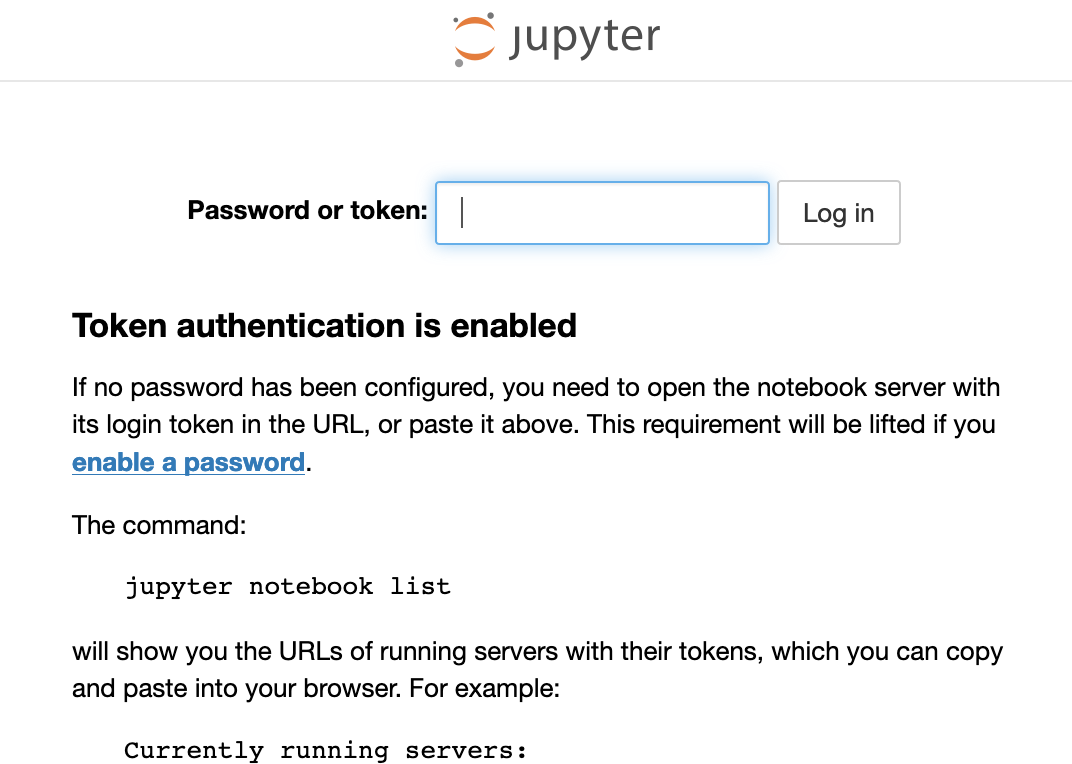 jupyter
Password or token:
Log in
Token authentication is enabled
If no password has been configured, you need to open the notebook server with
its login token in the URL, or paste it above. This requirement will be lifted if you
enable a password.
The command:
jupyter notebook list
will show you the URLs of running servers with their tokens, which you can copy
and paste into your browser. For example:
Currently running servers: